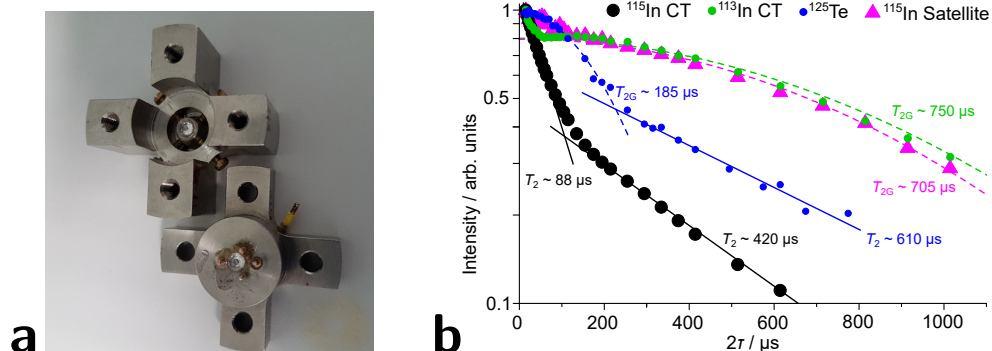 a
b
¹¹⁵In CT ¹¹³In CT ¹²⁵Te ¹¹⁵In Satellite
1
0.5
0.1
Intensity / arb. units
T2G ~ 185 µs
T2G ~ 750 µs
T2 ~ 88 µs
T2G ~ 705 µs
T2 ~ 420 µs
T2 ~ 610 µs
0 200 400 600 800 1000
2τ / µs